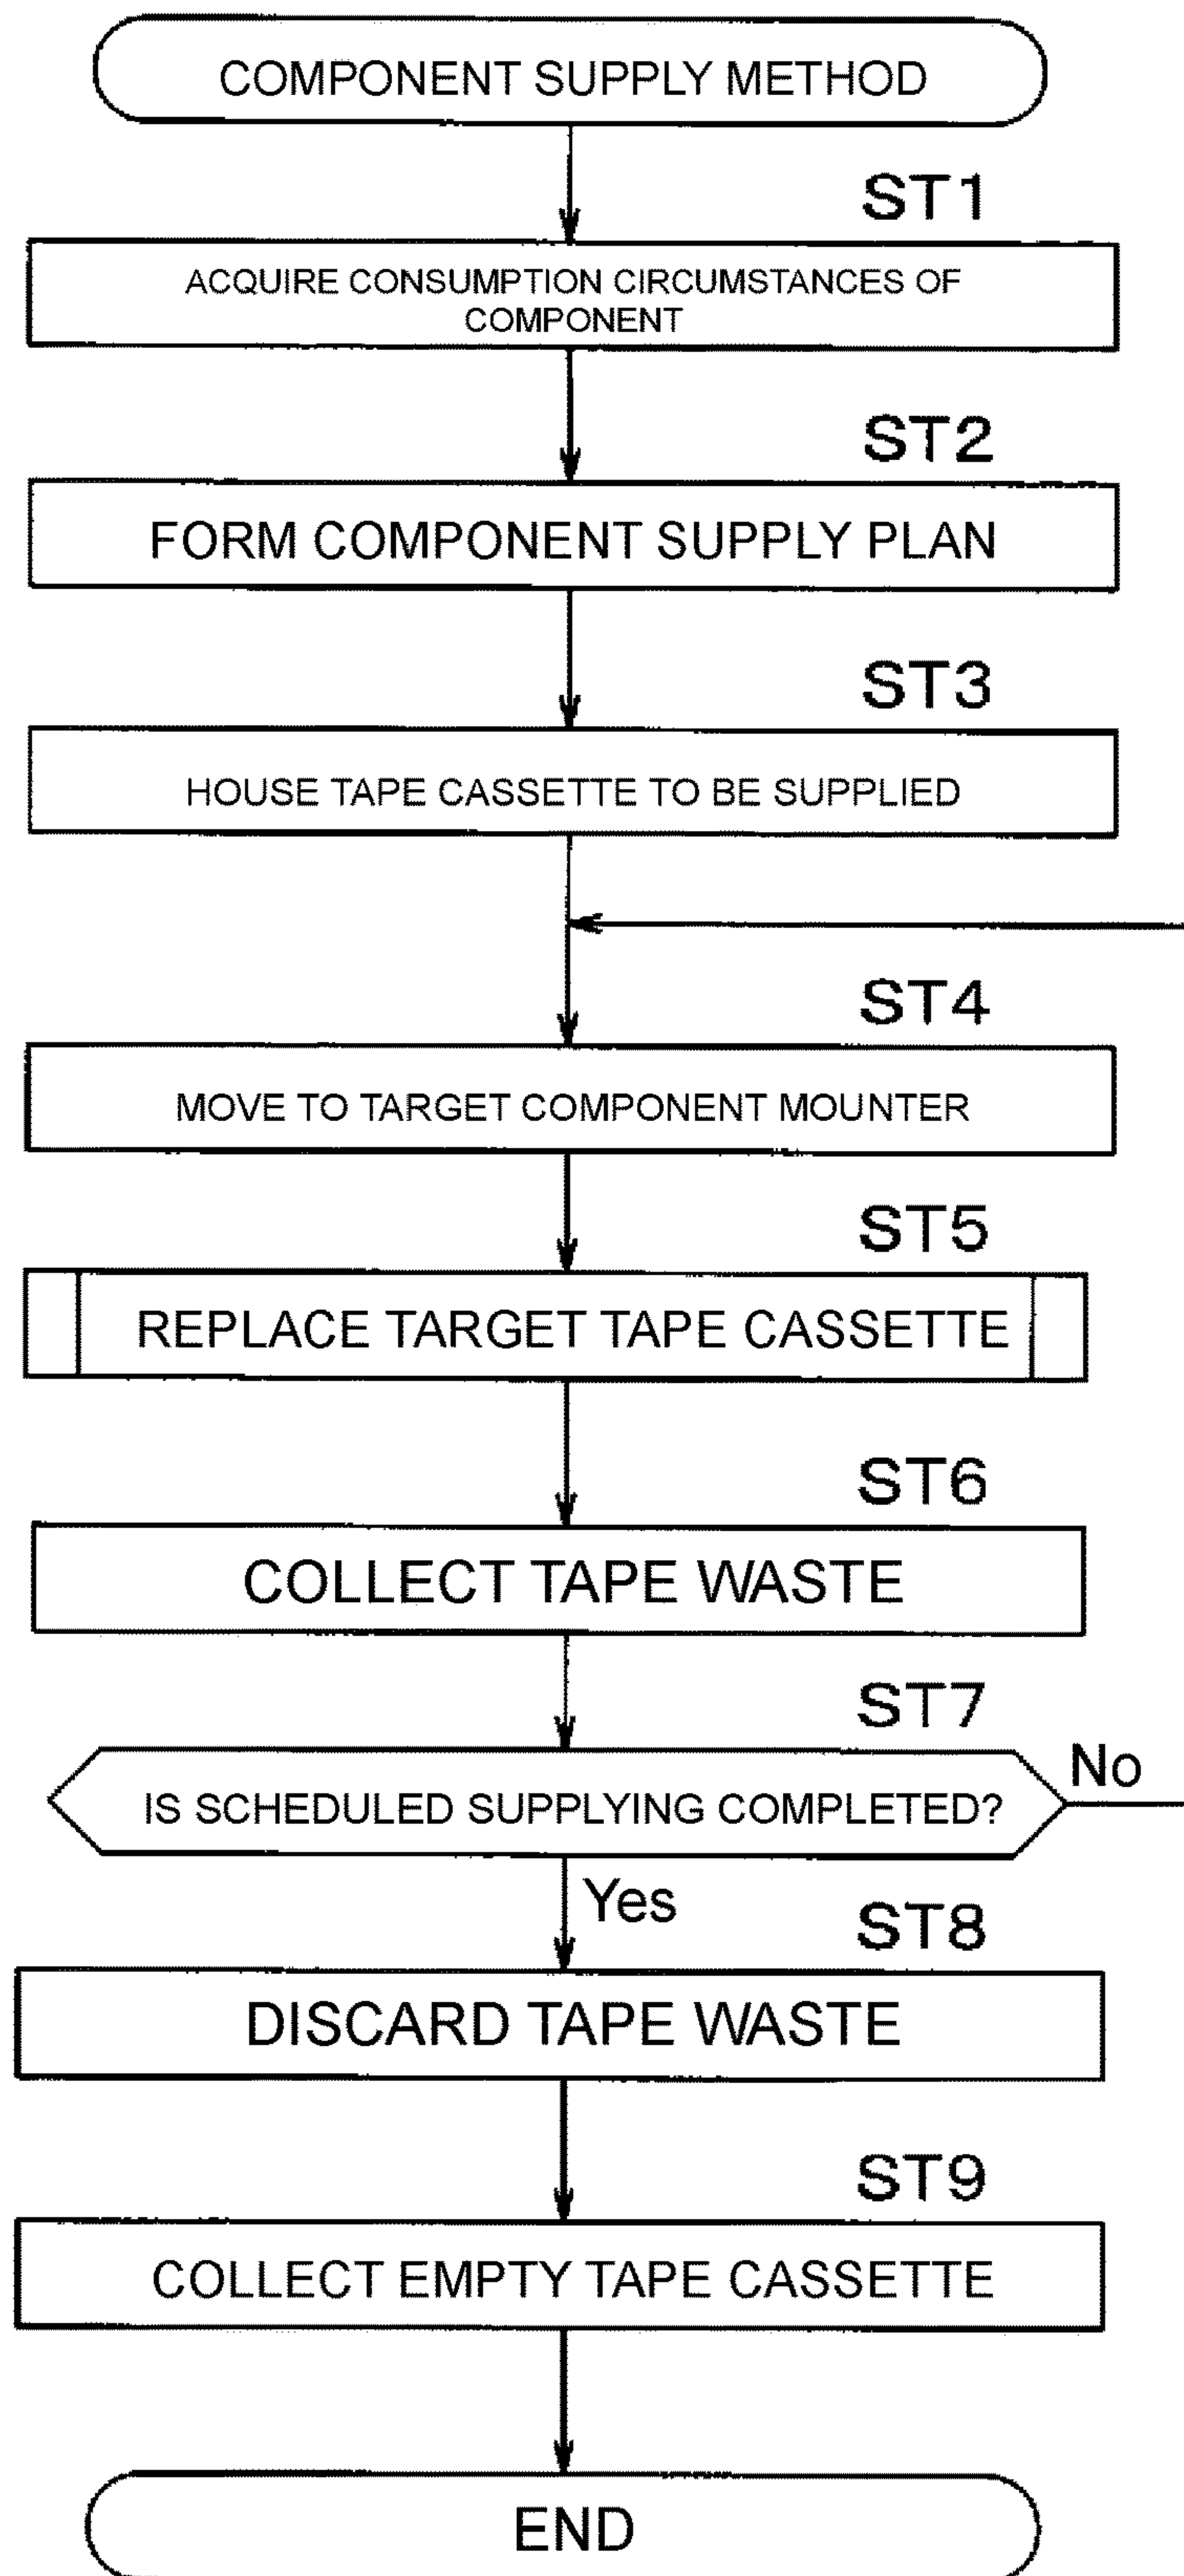 COMPONENT SUPPLY METHOD
ST1
ACQUIRE CONSUMPTION CIRCUMSTANCES OF
COMPONENT
ST2
FORM COMPONENT SUPPLY PLAN
ST3
HOUSE TAPE CASSETTE TO BE SUPPLIED
ST4
MOVE TO TARGET COMPONENT MOUNTER
ST5
REPLACE TARGET TAPE CASSETTE
ST6
COLLECT TAPE WASTE
ST7
IS SCHEDULED SUPPLYING COMPLETED?
No
Yes
ST8
DISCARD TAPE WASTE
ST9
COLLECT EMPTY TAPE CASSETTE
END